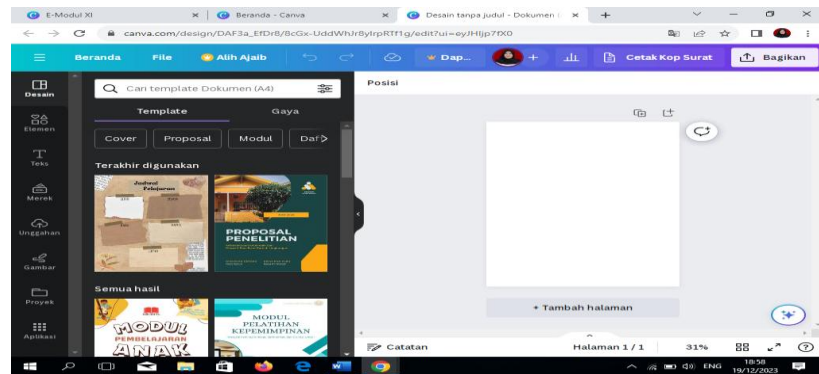 E-Modul XI
Beranda - Canva
Desain tanpa judul - Dokumen
canva.com/design/DAF3a_EfDr8/8cGx-UddWhJr8yIrpRTf1g/edit?ui=eyJHIjp7fX0
Beranda File Alih Ajaib Dap... Cetak Kop Surat Bagikan
Desain
Elemen
Teks
Merek
Unggahan
Gambar
Proyek
Aplikasi
Cari template Dokumen (A4)
Template Gaya
Cover Proposal Modul Daf
Terakhir digunakan
Jadwal
Pelajaran
PROPOSAL
PENELITIAN
Semua hasil
MODUL
PEMBELAJARAN
ANAK
MODUL
PELATIHAN
KEPEMIMPINAN
Posisi
+ Tambah halaman
Catatan Halaman 1 / 1 31%
ENG
18:58
19/12/2023